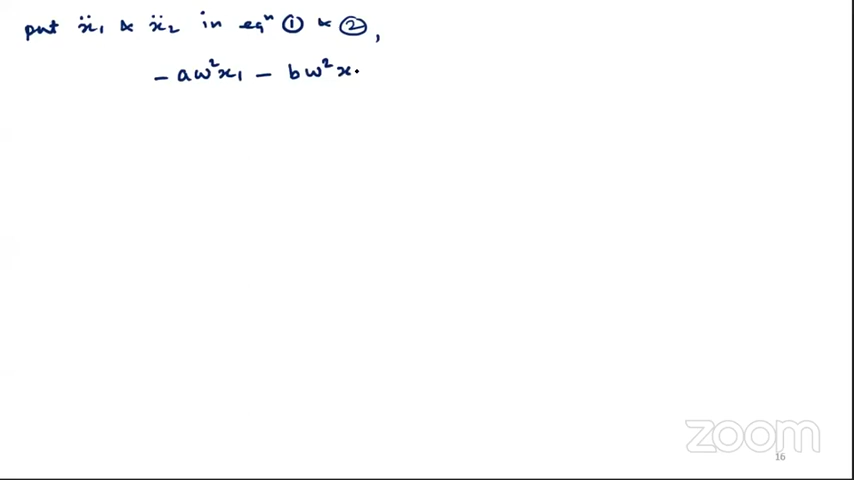 put ẍ₁ & ẍ₂ in eqⁿ ① & ②,
- aω²x₁ - bω²x
zoom
16